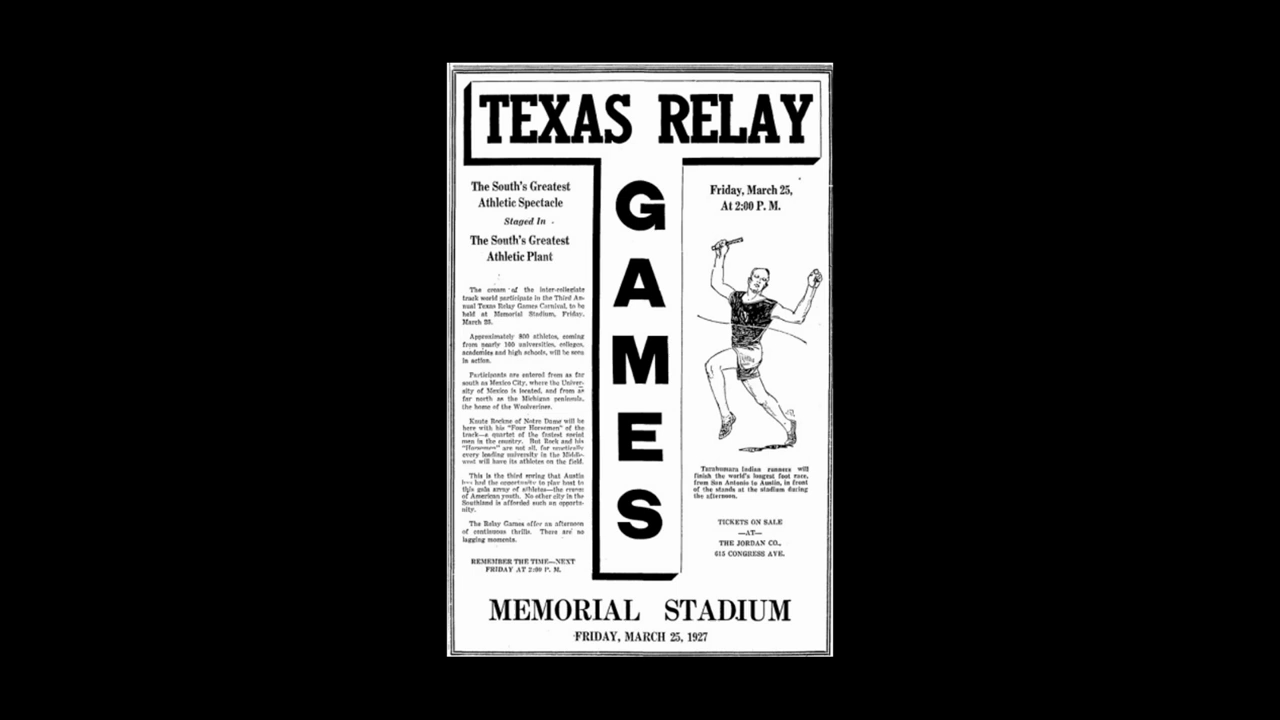 TEXAS RELAY
GAMES
The South's Greatest
Athletic Spectacle
Staged In
The South's Greatest
Athletic Plant
The cream of the inter-collegiate
track world participate in the Third An-
nual Texas Relay Games Carnival, to be
held at Memorial Stadium, Friday,
March 25.
Approximately 800 athletes, coming
from nearly 100 universities, colleges,
academies and high schools, will be seen
in action.
Participants are entered from as far
south as Mexico City, where the Univer-
sity of Mexico is located, and from as
far north as the Michigan peninsula,
the home of the Woolverines.
Knute Rockne of Notre Dame will be
here with his "Four Horsemen" of the
track—a quartet of the fastest
men in the country. But Rock and his
"Horsemen" are not all, for practically
every leading university in the Middle-
west will have its athletes on the field.
This is the third spring that Austin
has had the opportunity to play host to
this gala array of athletes—the cream
of American youth. No other city in the
Southland is afforded such an opportu-
nity.
The Relay Games offer an afternoon
of continuous thrills. There are no
lagging moments.
REMEMBER THE TIME—NEXT
FRIDAY AT 2:00 P. M.
Friday, March 25,
At 2:00 P. M.
Tarahumara Indian runners will
finish the world's longest foot race,
from San Antonio to Austin, in front
of the stands at the stadium during
the afternoon.
TICKETS ON SALE
—AT—
THE JORDAN CO.,
615 CONGRESS AVE.
MEMORIAL STADIUM
FRIDAY, MARCH 25, 1927